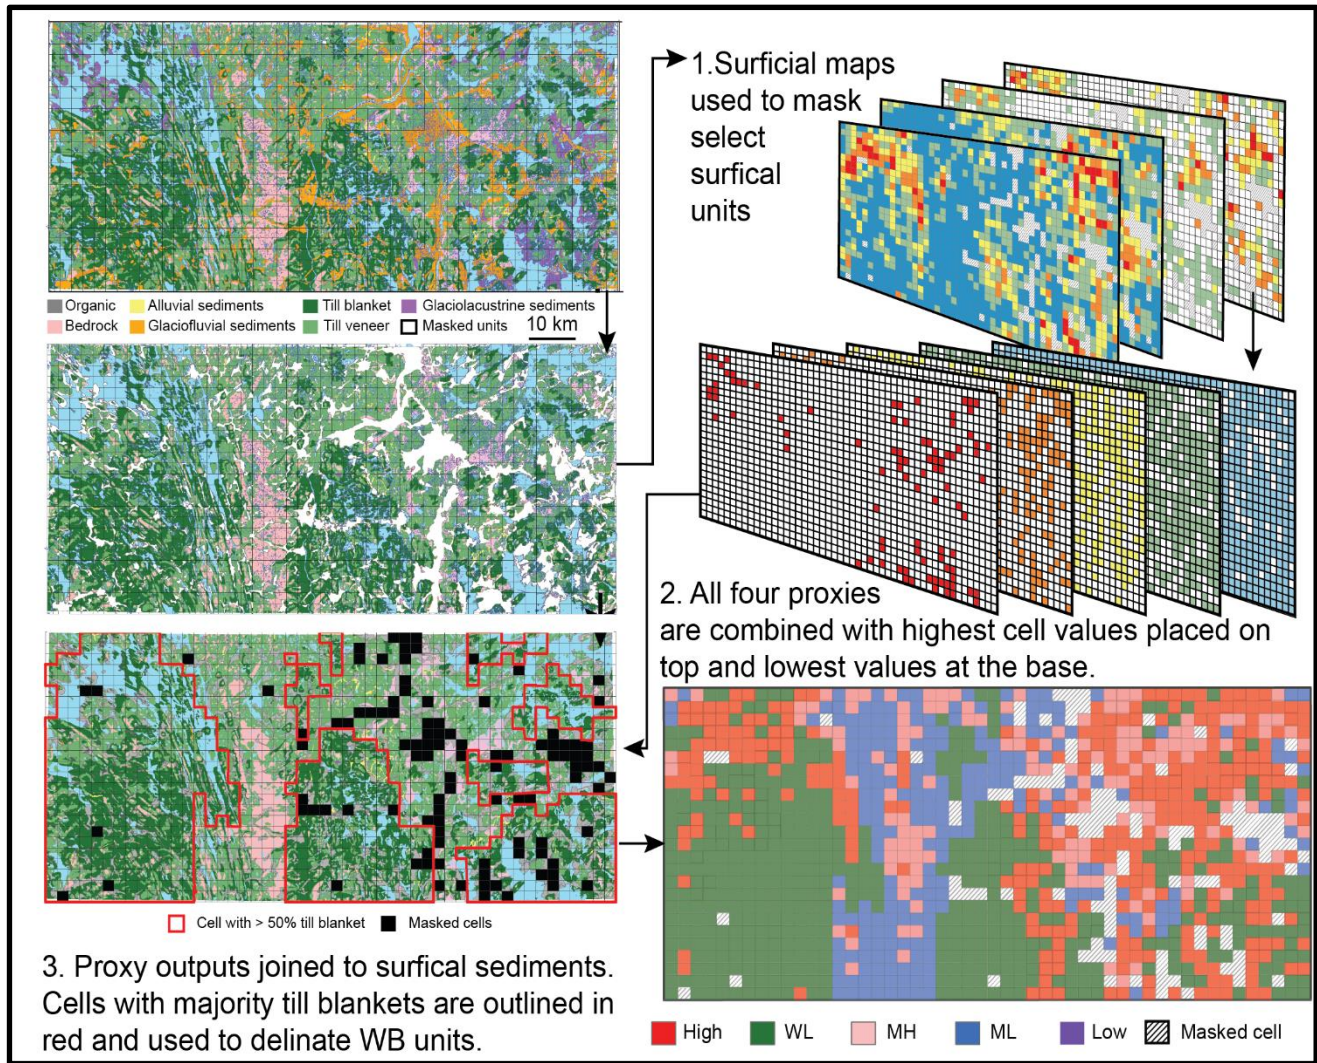 1.Surficial maps
used to mask
select
surfical
units
Organic Alluvial sediments Till blanket Glaciolacustrine sediments
Bedrock Glaciofluvial sediments Till veneer Masked units 10 km
2. All four proxies
are combined with highest cell values placed on
top and lowest values at the base.
Cell with > 50% till blanket Masked cells
3. Proxy outputs joined to surfical sediments.
Cells with majority till blankets are outlined in
red and used to delinate WB units.
High WL MH ML Low Masked cell